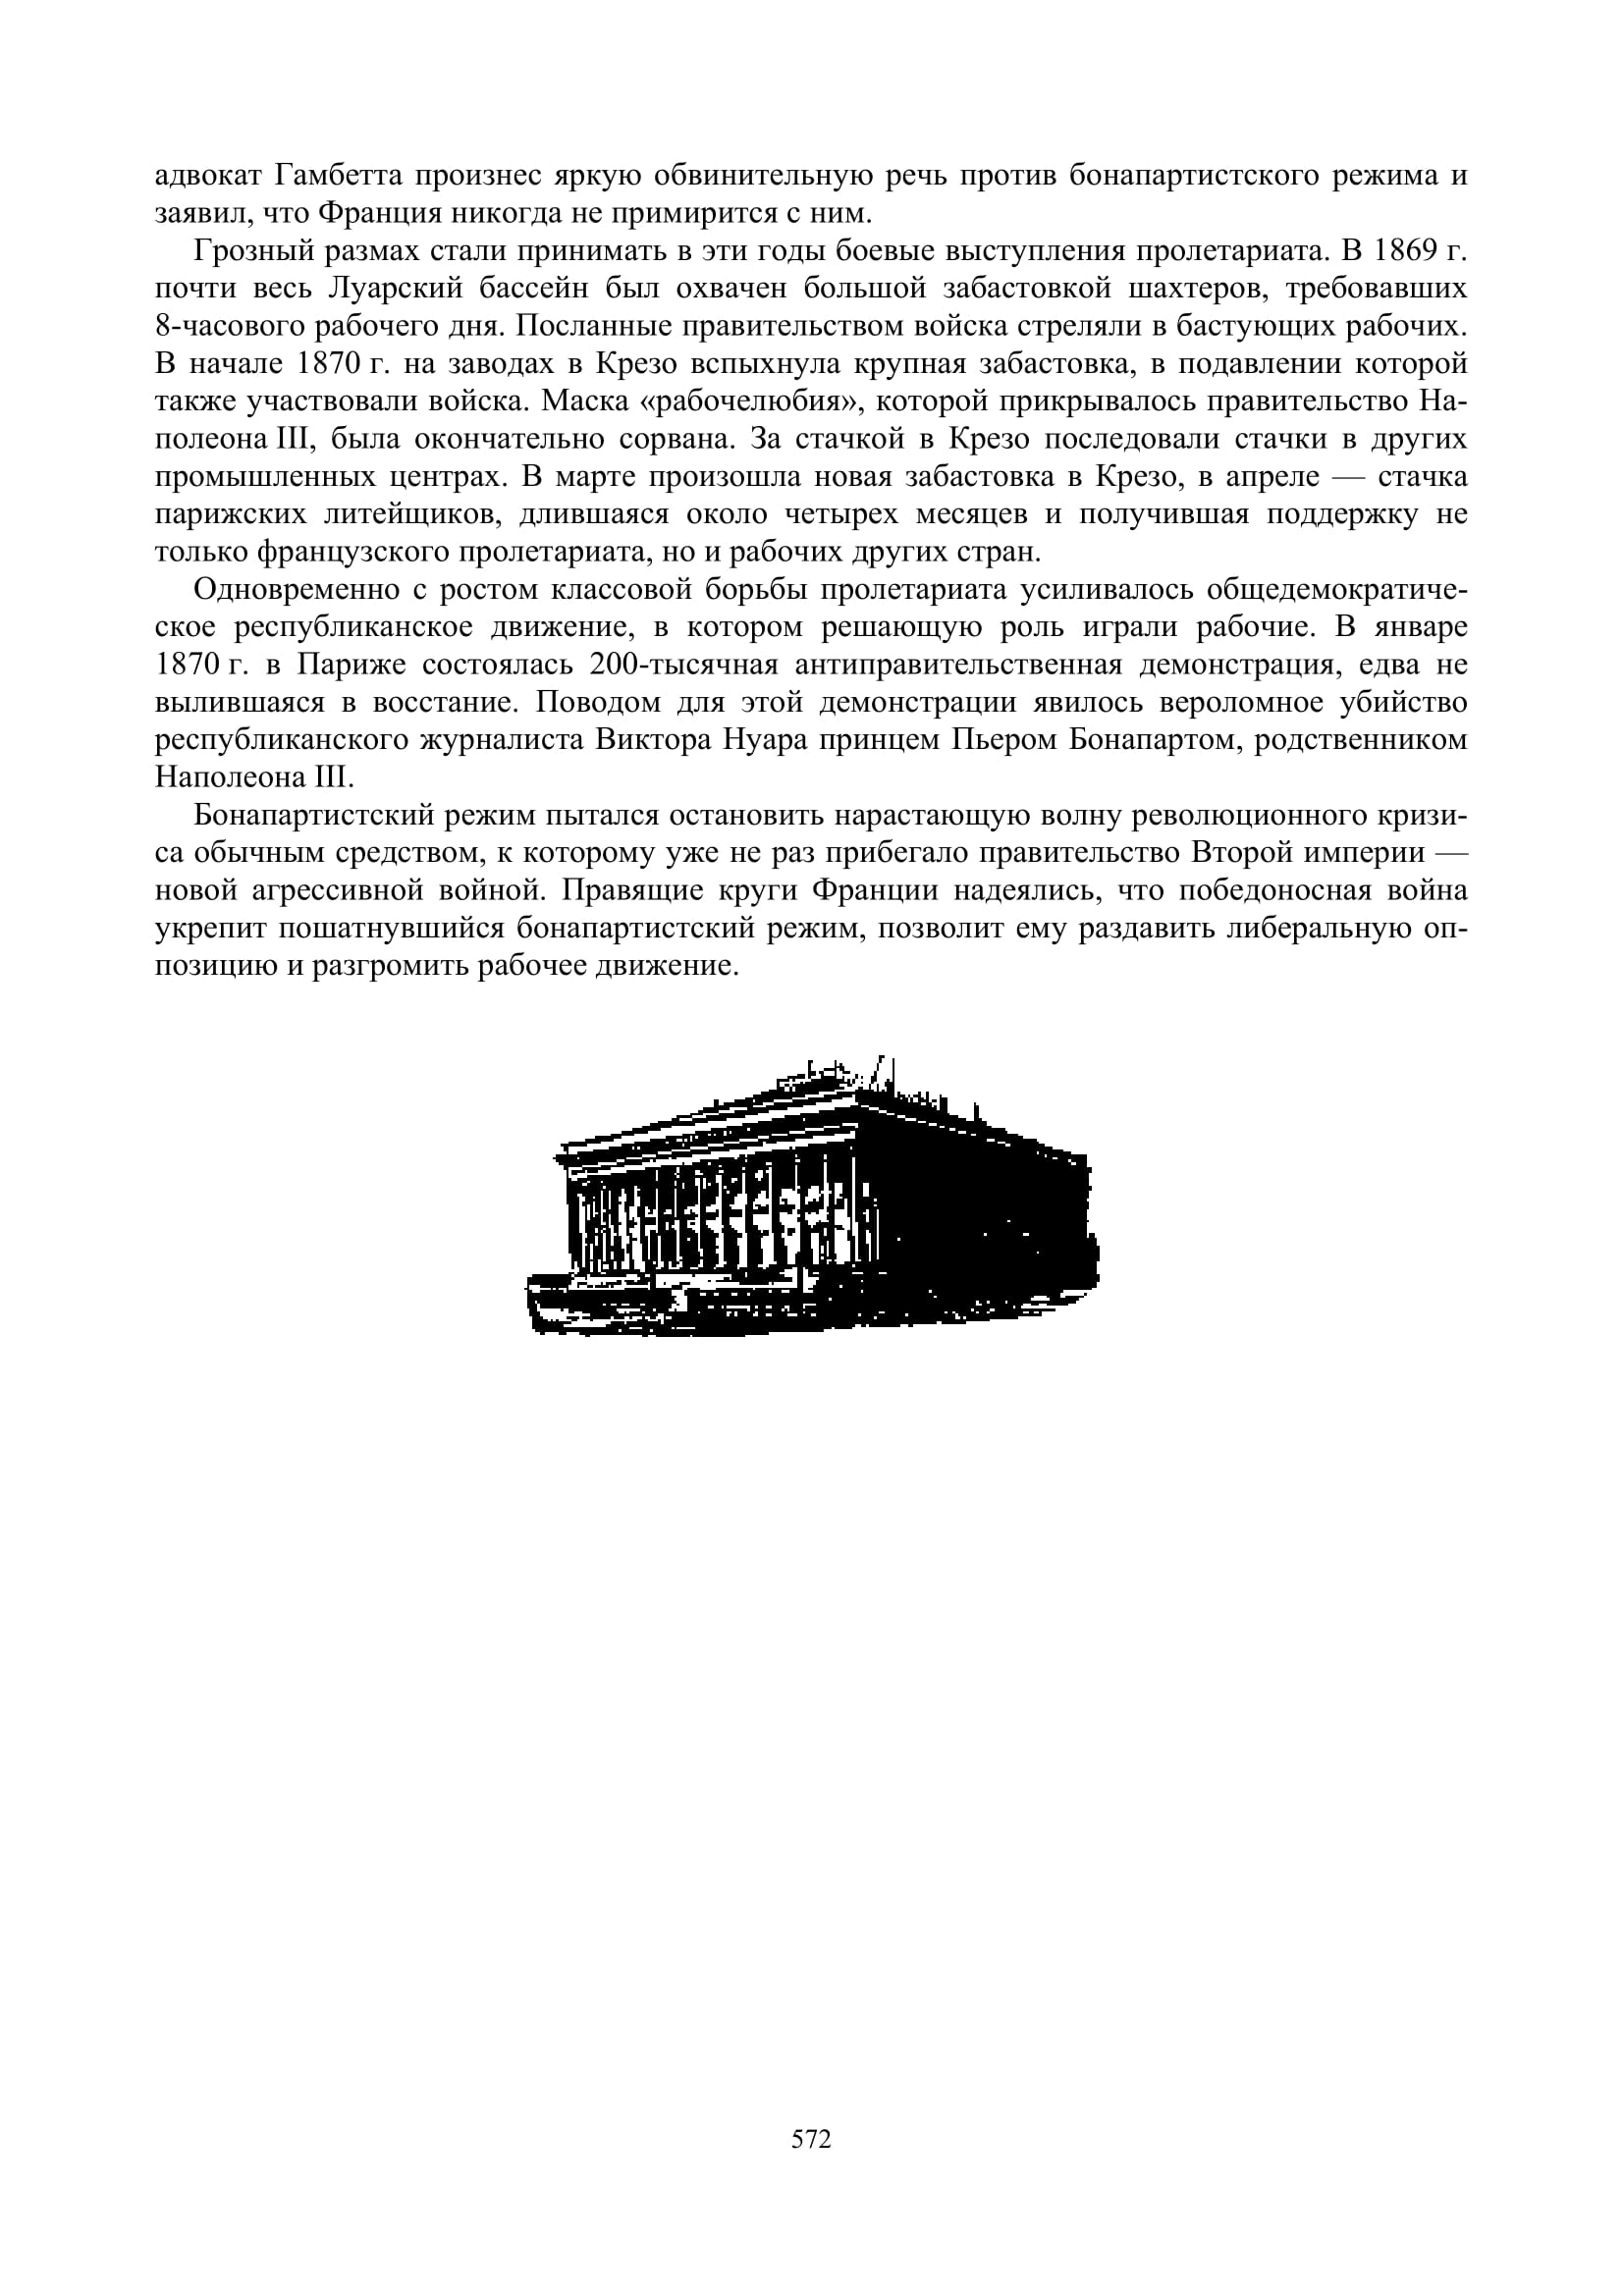 адвокат Гамбетта произнес яркую обвинительную речь против бонапартистского режима и
заявил, что Франция никогда не примирится с ним.
Грозный размах стали принимать в эти годы боевые выступления пролетариата. В 1869 г.
почти весь Луарский бассейн был охвачен большой забастовкой шахтеров, требовавших
8-часового рабочего дня. Посланные правительством войска стреляли в бастующих рабочих.
В начале 1870 г. на заводах в Крезо вспыхнула крупная забастовка, в подавлении которой
также участвовали войска. Маска «рабочелюбия», которой прикрывалось правительство На-
полеона III, была окончательно сорвана. За стачкой в Крезо последовали стачки в других
промышленных центрах. В марте произошла новая забастовка в Крезо, в апреле — стачка
парижских литейщиков, длившаяся около четырех месяцев и получившая поддержку не
только французского пролетариата, но и рабочих других стран.
Одновременно с ростом классовой борьбы пролетариата усиливалось общедемократиче-
ское республиканское движение, в котором решающую роль играли рабочие. В январе
1870 г. в Париже состоялась 200-тысячная антиправительственная демонстрация, едва не
вылившаяся в восстание. Поводом для этой демонстрации явилось вероломное убийство
республиканского журналиста Виктора Нуара принцем Пьером Бонапартом, родственником
Наполеона III.
Бонапартистский режим пытался остановить нарастающую волну революционного кризи-
са обычным средством, к которому уже не раз прибегало правительство Второй империи —
новой агрессивной войной. Правящие круги Франции надеялись, что победоносная война
укрепит пошатнувшийся бонапартистский режим, позволит ему раздавить либеральную оп-
позицию и разгромить рабочее движение.
572